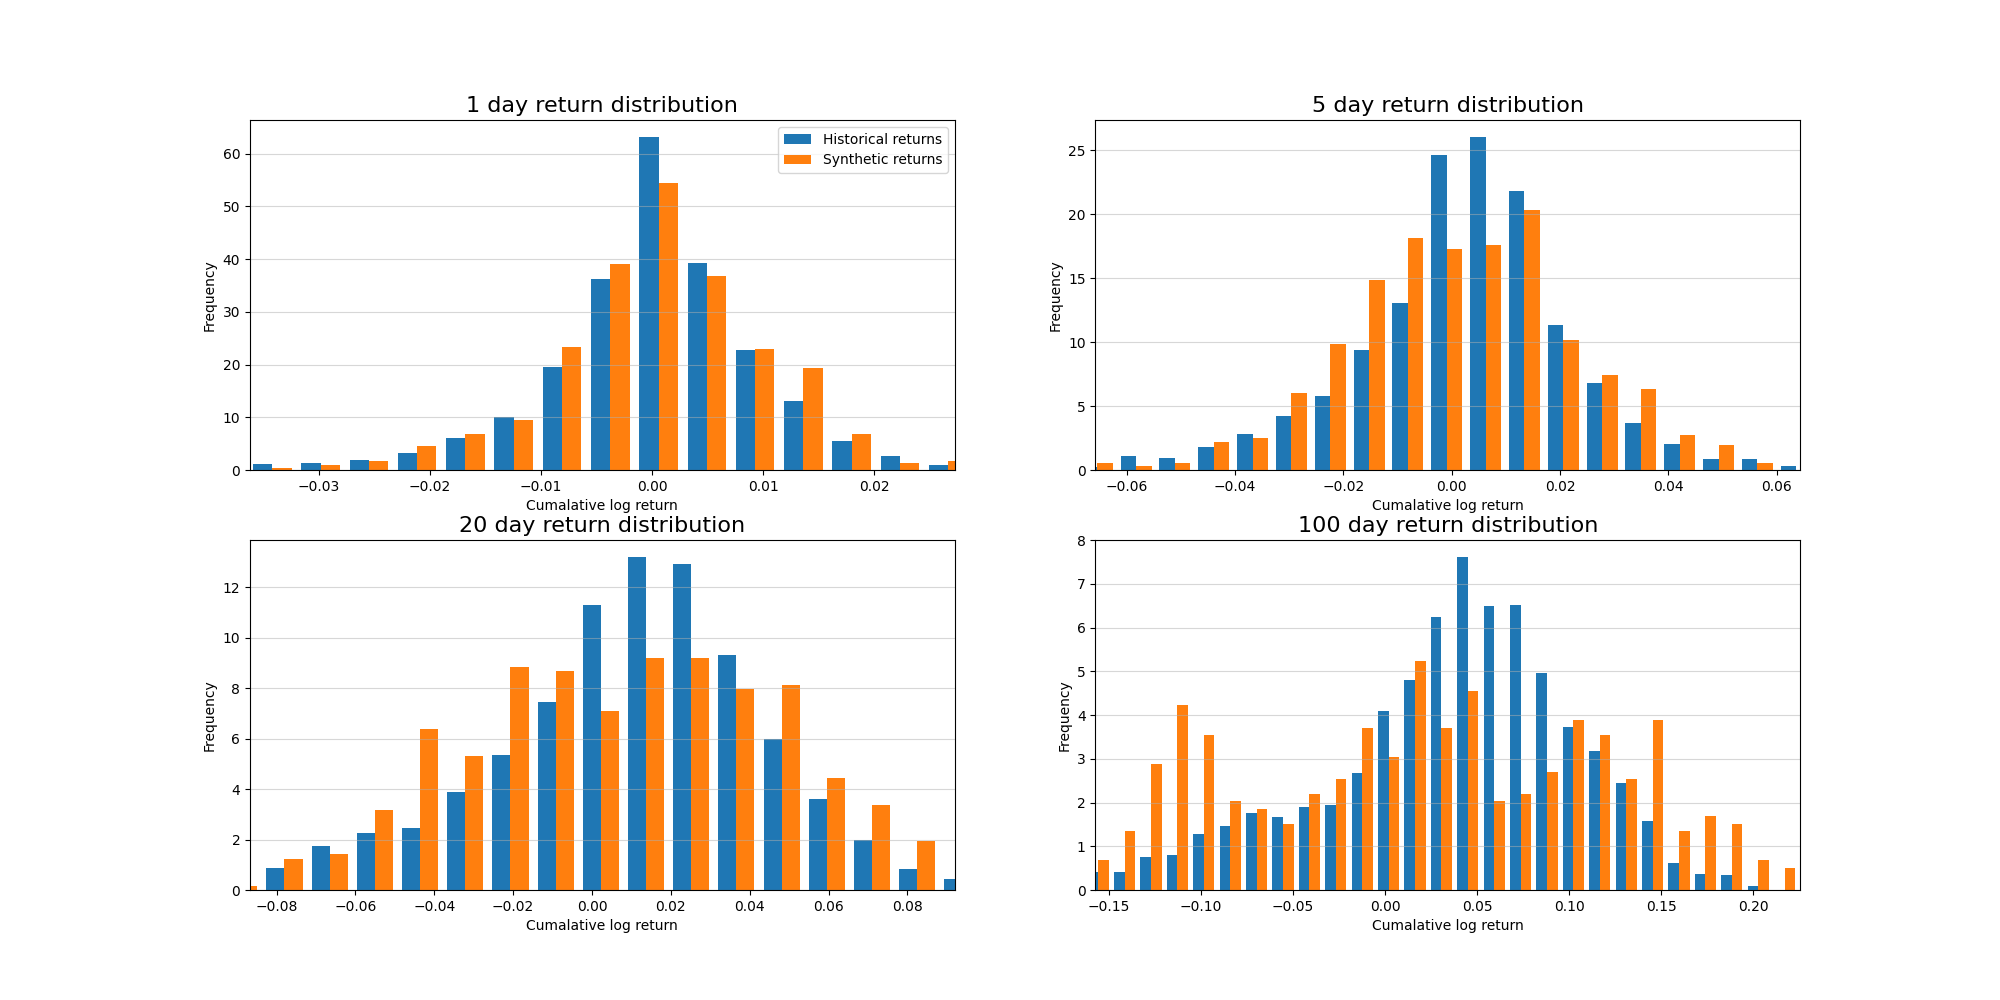 1 day return distribution
60
50
40
30
20
10
0
Frequency
Historical returns
Synthetic returns
−0.03 −0.02 −0.01 0.00 0.01 0.02
Cumalative log return
5 day return distribution
25
20
15
10
5
0
Frequency
−0.06 −0.04 −0.02 0.00 0.02 0.04 0.06
Cumalative log return
20 day return distribution
12
10
8
6
4
2
0
Frequency
−0.08 −0.06 −0.04 −0.02 0.00 0.02 0.04 0.06 0.08
Cumalative log return
100 day return distribution
8
7
6
5
4
3
2
1
0
Frequency
−0.15 −0.10 −0.05 0.00 0.05 0.10 0.15 0.20
Cumalative log return